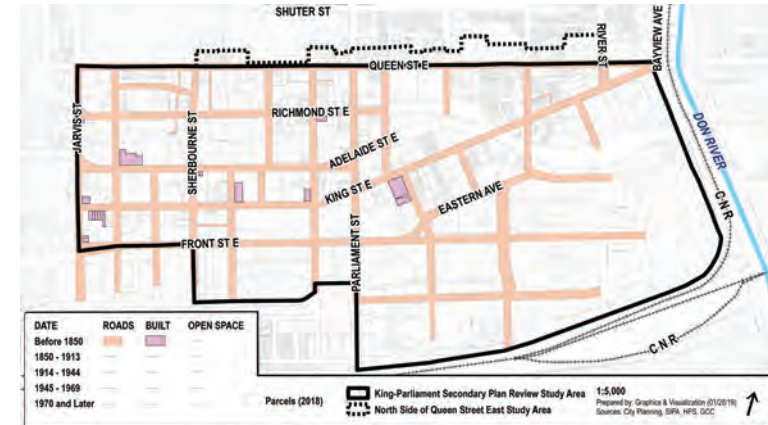 SHUTER ST
QUEEN ST E
RIVER ST
BAYVIEW AVE
JARVIS ST
SHERBOURNE ST
RICHMOND ST E
ADELAIDE ST E
KING ST E
EASTERN AVE
PARLIAMENT ST
FRONT ST E
DON RIVER
C N R
C N R
DATE ROADS BUILT OPEN SPACE
Before 1850
1850 - 1913
1914 - 1944
1945 - 1969
1970 and Later
Parcels (2018)
King-Parliament Secondary Plan Review Study Area
North Side of Queen Street East Study Area
1:5,000
Prepared by: Graphics & Visualization (01/28/19)
Sources: City Planning, SIPA, HPS, GCC